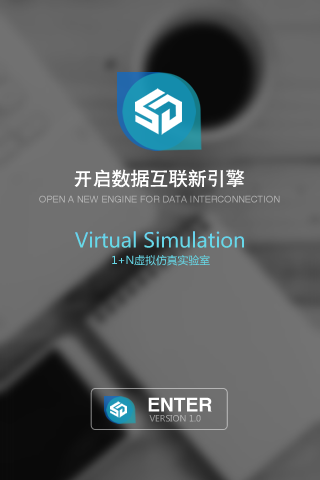 开启数据互联新引擎
OPEN A NEW ENGINE FOR DATA INTERCONNECTION
Virtual Simulation
1+N虚拟仿真实验室
ENTER
VERSION 1.0